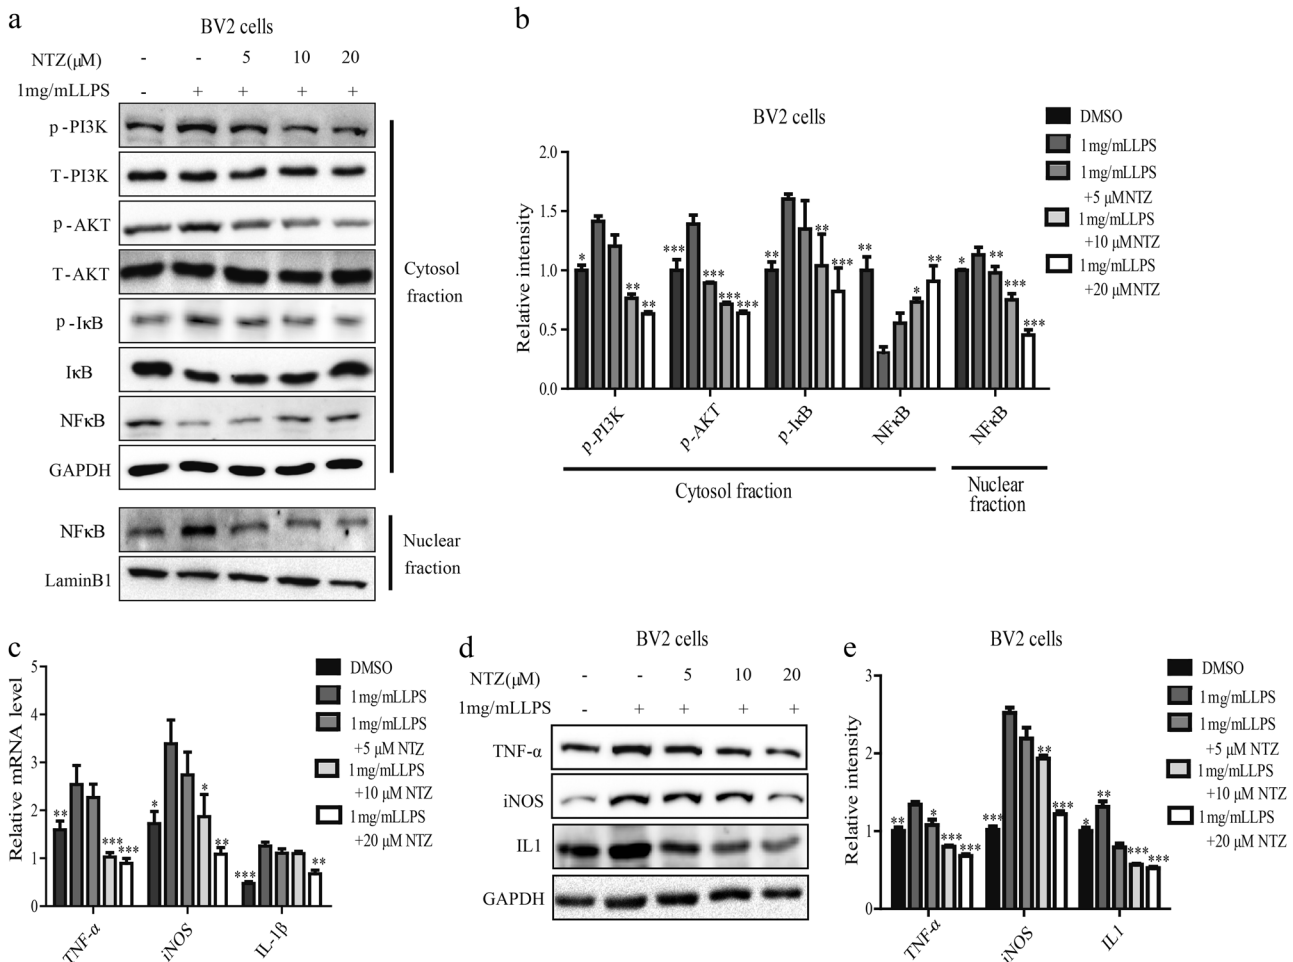 a
BV2 cells
NTZ(μM) - - 5 10 20
1mg/mLLPS - + + + +
p-PI3K
T-PI3K
p-AKT
T-AKT
p-IκB
IκB
NFκB
GAPDH
Cytosol
fraction
NFκB
LaminB1
Nuclear
fraction
b
BV2 cells
DMSO
1mg/mLLPS
1mg/mLLPS
+5 μMNTZ
1mg/mLLPS
+10 μMNTZ
1mg/mLLPS
+20 μMNTZ
Relative intensity
2.0
1.5
1.0
0.5
0.0
* ** ** *** *** *** *** ** ** *** ** * ** * ** *** ***
p-PI3K p-AKT p-IκB NFκB NFκB
Cytosol fraction
Nuclear
fraction
c
DMSO
1mg/mLLPS
1mg/mLLPS
+5 μM NTZ
1mg/mLLPS
+10 μM NTZ
1mg/mLLPS
+20 μM NTZ
Relative mRNA level
5
4
3
2
1
0
** *** *** * * ** *** **
TNF-α iNOS IL-1β
d
BV2 cells
NTZ(μM) - - 5 10 20
1mg/mLLPS - + + + +
TNF-α
iNOS
IL1
GAPDH
e
BV2 cells
DMSO
1mg/mLLPS
1mg/mLLPS
+5 μM NTZ
1mg/mLLPS
+10 μM NTZ
1mg/mLLPS
+20 μM NTZ
Relative intensity
3
2
1
0
** * *** *** *** ** *** * ** *** ***
TNF-α iNOS IL1